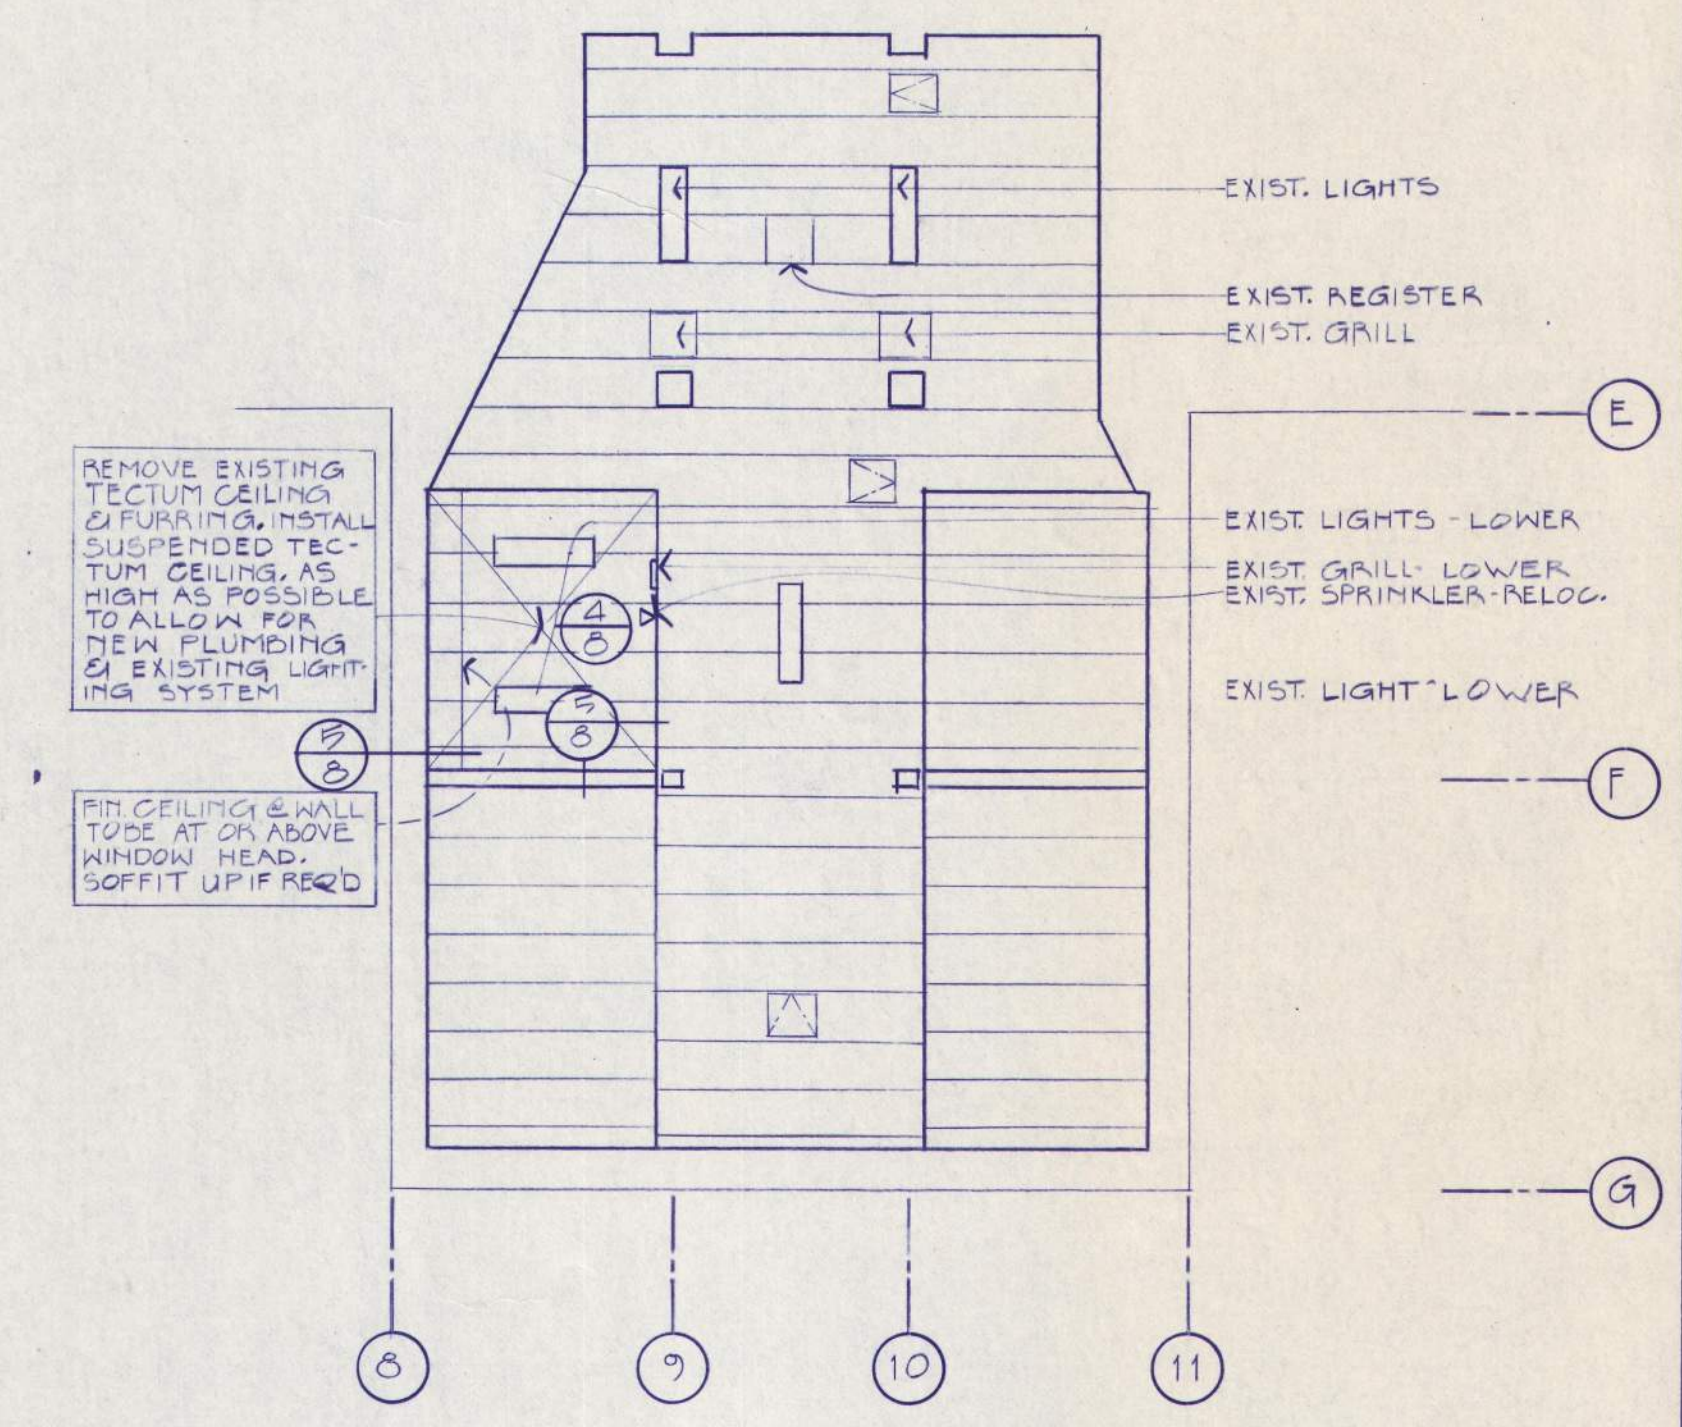 EXIST. LIGHTS
EXIST. REGISTER
EXIST. GRILL
E
REMOVE EXISTING
TECTUM CEILING
& FURRING. INSTALL
SUSPENDED TEC-
TUM CEILING. AS
HIGH AS POSSIBLE
TO ALLOW FOR
NEW PLUMBING
& EXISTING LIGHT-
ING SYSTEM
EXIST. LIGHTS - LOWER
EXIST. GRILL- LOWER
EXIST. SPRINKLER-RELOC.
4
8
EXIST. LIGHT-LOWER
5
8
5
8
F
FIN. CEILING @ WALL
TO BE AT OR ABOVE
WINDOW HEAD.
SOFFIT UP IF REQ'D
G
8
9
10
11